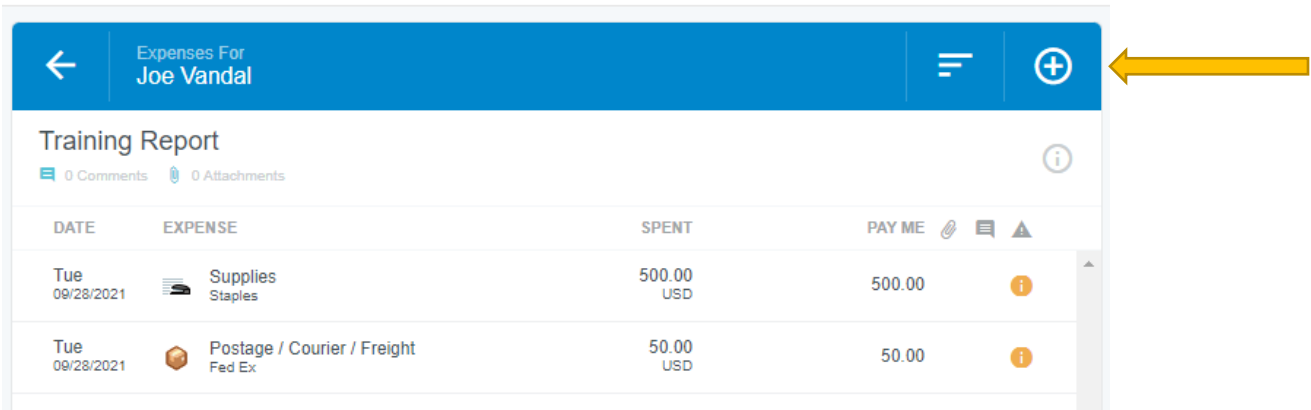 Expenses For
Joe Vandal
Training Report
0 Comments 0 Attachments
DATE EXPENSE SPENT PAY ME
Tue Supplies 500.00 500.00
09/28/2021 Staples USD
Tue Postage / Courier / Freight 50.00 50.00
09/28/2021 Fed Ex USD